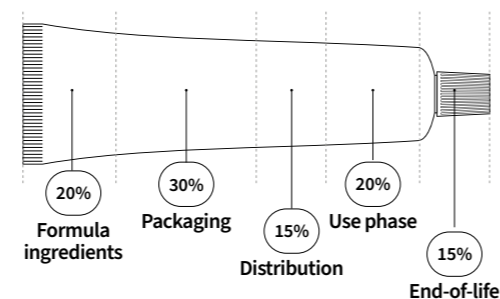 20%
Formula
ingredients
30%
Packaging
15%
Distribution
20%
Use phase
15%
End-of-life